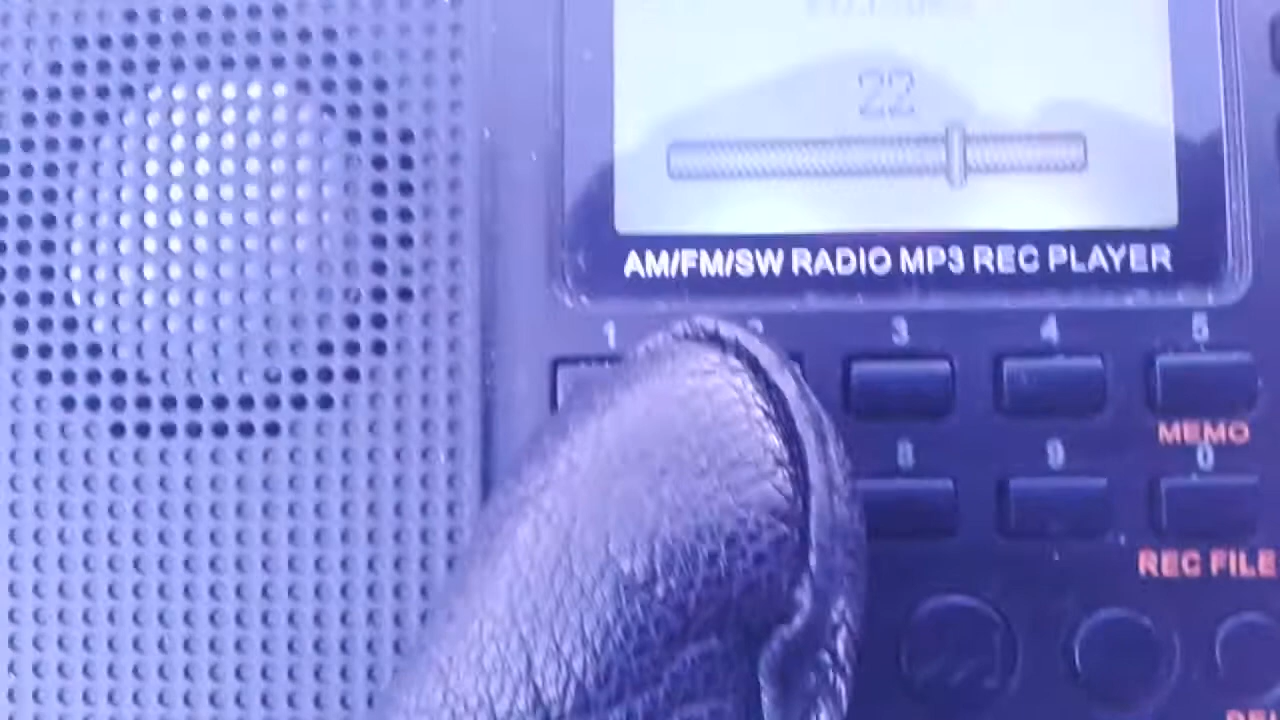 22
AM/FM/SW RADIO MP3 REC PLAYER
1 3 4 5
MEMO
8 9 0
REC FILE